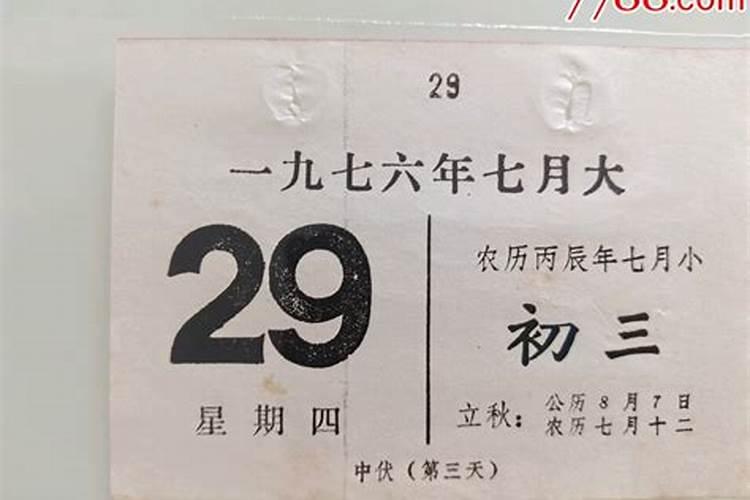 7788.com
29
一九七六年七月大
29
农历丙辰年七月小
初三
星期四
立秋：
公历8月7日
农历七月十二
中伏（第三天）